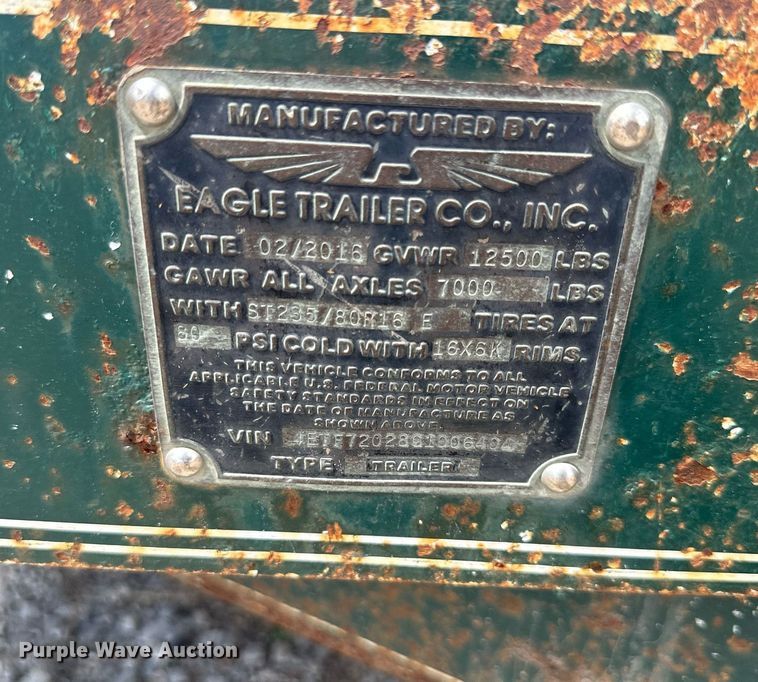 MANUFACTURED BY:
EAGLE TRAILER CO., INC.
DATE 02/2016 GVWR 12500 LBS
GAWR ALL AXLES 7000 LBS
WITH ST235/80R16 E TIRES AT
80 PSI COLD WITH 16X6K RIMS.
THIS VEHICLE CONFORMS TO ALL
APPLICABLE U.S. FEDERAL MOTOR VEHICLE
SAFETY STANDARDS IN EFFECT ON
THE DATE OF MANUFACTURE AS
SHOWN ABOVE.
VIN
TYPE TRAILER
Purple Wave Auction